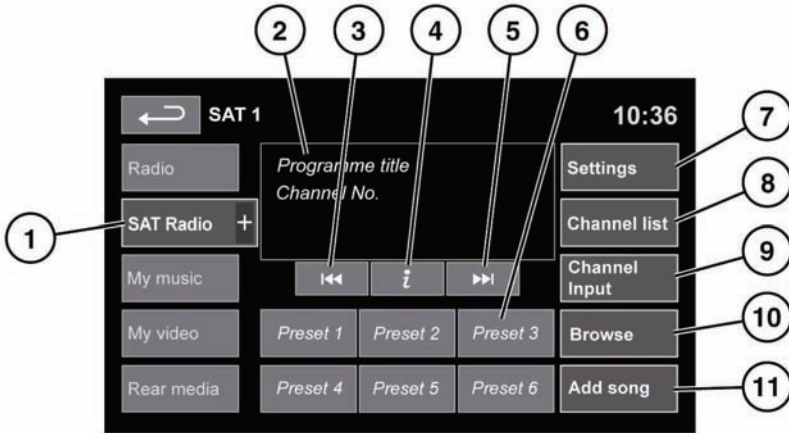 2
3
4
5
6
SAT 1
10:36
7
Radio
Programme title
Channel No.
Settings
8
1
SAT Radio +
Channel list
9
My music
i
Channel
Input
10
My video
Preset 1
Preset 2
Preset 3
Browse
11
Rear media
Preset 4
Preset 5
Preset 6
Add song